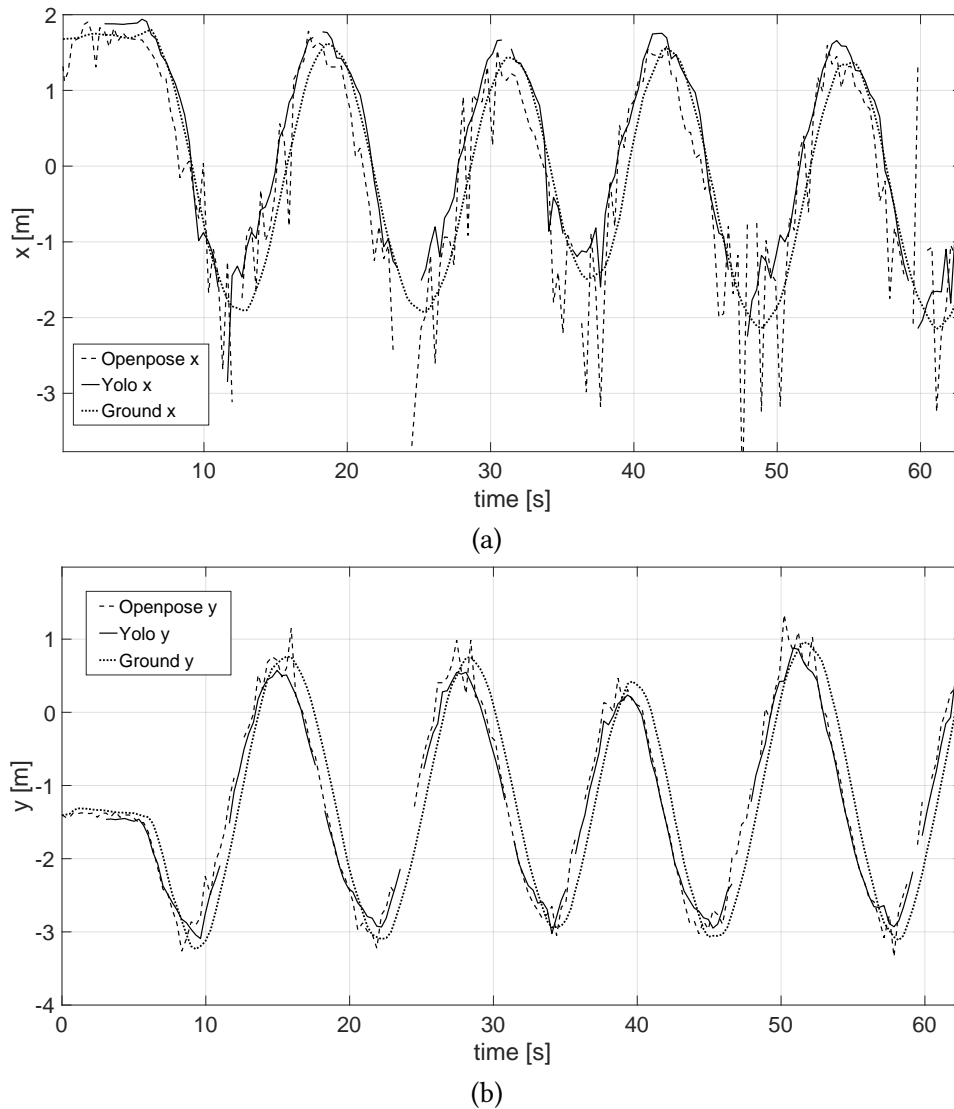 2
1
0
-1
-2
-3
x [m]
Openpose x
Yolo x
Ground x
10 20 30 40 50 60
time [s]
(a)
1
0
-1
-2
-3
-4
y [m]
Openpose y
Yolo y
Ground y
0 10 20 30 40 50 60
time [s]
(b)